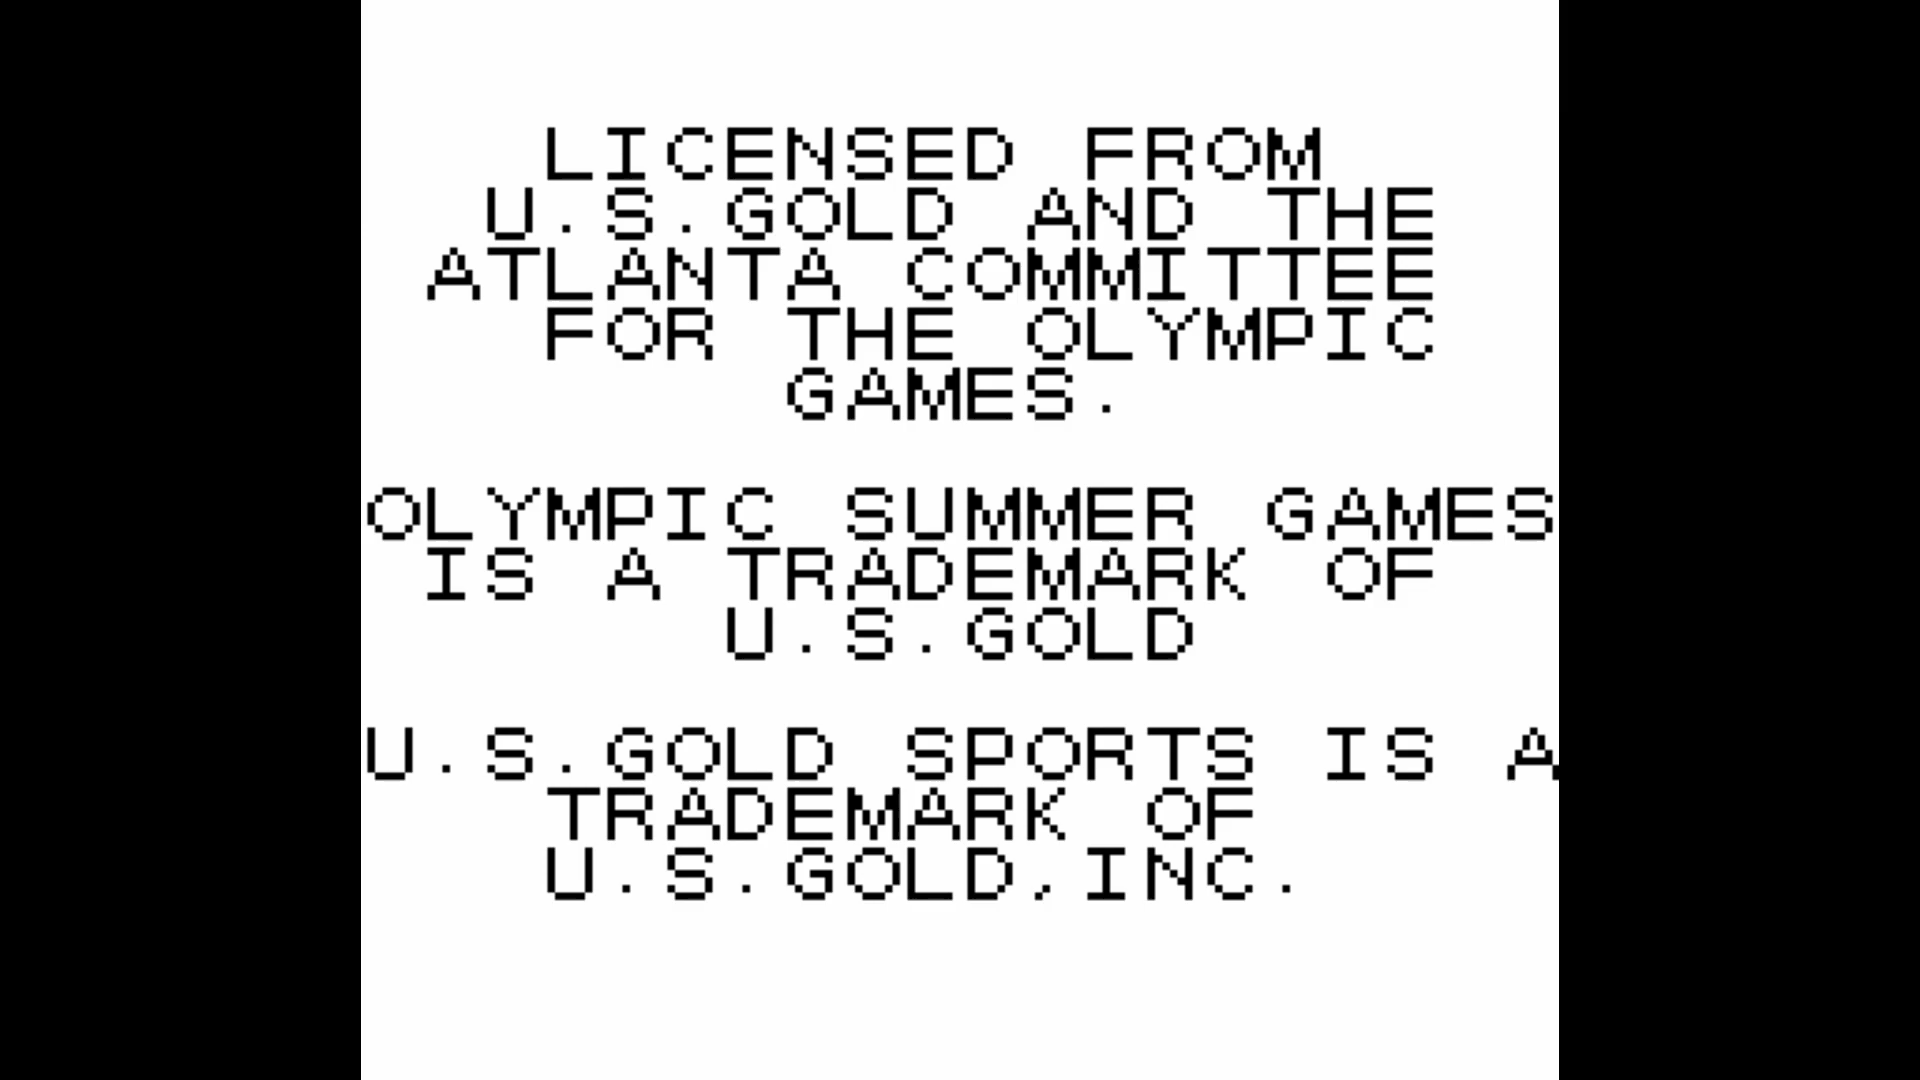 LICENSED FROM
U.S.GOLD AND THE
ATLANTA COMMITTEE
FOR THE OLYMPIC
GAMES.
OLYMPIC SUMMER GAMES
IS A TRADEMARK OF
U.S.GOLD
U.S.GOLD SPORTS IS A
TRADEMARK OF
U.S.GOLD,INC.